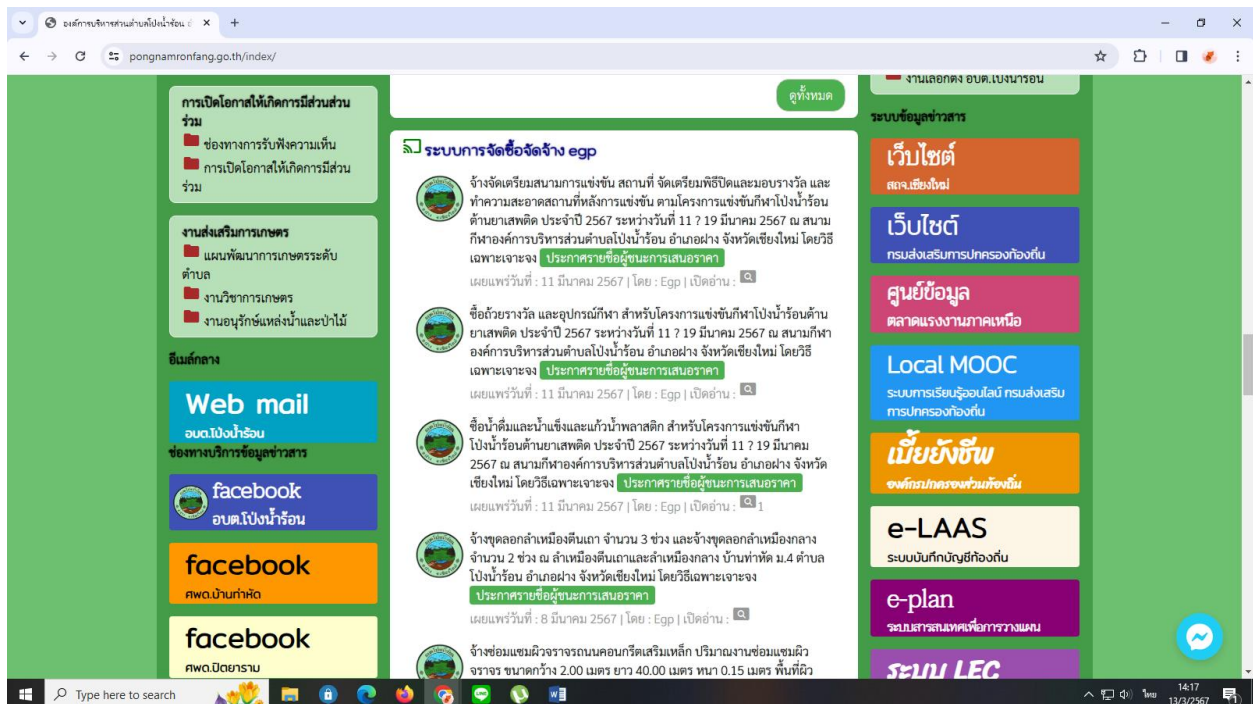 องค์การบริหารส่วนตำบลโป่งน้ำร้อน
pongnamronfang.go.th/index/
การเปิดโอกาสให้เกิดการมีส่วนส่วน
ร่วม
ช่องทางการรับฟังความเห็น
การเปิดโอกาสให้เกิดการมีส่วน
ร่วม
งานส่งเสริมการเกษตร
แผนพัฒนาการเกษตรระดับ
ตำบล
งานวิชาการเกษตร
งานอนุรักษ์แหล่งน้ำและป่าไม้
อีเมล์กลาง
Web mail
อบต.โป่งน้ำร้อน
ช่องทางบริการข้อมูลข่าวสาร
facebook
อบต.โป่งน้ำร้อน
facebook
ศพด.บ้านท่าหัด
facebook
ศพด.ปิตยาราม
ดูทั้งหมด
ระบบการจัดซื้อจัดจ้าง egp
จ้างจัดเตรียมสนามการแข่งขัน สถานที่ จัดเตรียมพิธีปิดและมอบรางวัล และ
ทำความสะอาดสถานที่หลังการแข่งขัน ตามโครงการแข่งขันกีฬาโป่งน้ำร้อน
ต้านยาเสพติด ประจำปี 2567 ระหว่างวันที่ 11 ? 19 มีนาคม 2567 ณ สนาม
กีฬาองค์การบริหารส่วนตำบลโป่งน้ำร้อน อำเภอฝาง จังหวัดเชียงใหม่ โดยวิธี
เฉพาะเจาะจง ประกาศรายชื่อผู้ชนะการเสนอราคา
เผยแพร่วันที่ : 11 มีนาคม 2567 | โดย : Egp | เปิดอ่าน :
ซื้อถ้วยรางวัล และอุปกรณ์กีฬา สำหรับโครงการแข่งขันกีฬาโป่งน้ำร้อนต้าน
ยาเสพติด ประจำปี 2567 ระหว่างวันที่ 11 ? 19 มีนาคม 2567 ณ สนามกีฬา
องค์การบริหารส่วนตำบลโป่งน้ำร้อน อำเภอฝาง จังหวัดเชียงใหม่ โดยวิธี
เฉพาะเจาะจง ประกาศรายชื่อผู้ชนะการเสนอราคา
เผยแพร่วันที่ : 11 มีนาคม 2567 | โดย : Egp | เปิดอ่าน :
ซื้อน้ำดื่มและน้ำแข็งและแก้วน้ำพลาสติก สำหรับโครงการแข่งขันกีฬา
โป่งน้ำร้อนต้านยาเสพติด ประจำปี 2567 ระหว่างวันที่ 11 ? 19 มีนาคม
2567 ณ สนามกีฬาองค์การบริหารส่วนตำบลโป่งน้ำร้อน อำเภอฝาง จังหวัด
เชียงใหม่ โดยวิธีเฉพาะเจาะจง ประกาศรายชื่อผู้ชนะการเสนอราคา
เผยแพร่วันที่ : 11 มีนาคม 2567 | โดย : Egp | เปิดอ่าน : 1
จ้างขุดลอกลำเหมืองตีนเถา จำนวน 3 ช่วง และจ้างขุดลอกลำเหมืองกลาง
จำนวน 2 ช่วง ณ ลำเหมืองตีนเถาและลำเหมืองกลาง บ้านท่าหัด ม.4 ตำบล
โป่งน้ำร้อน อำเภอฝาง จังหวัดเชียงใหม่ โดยวิธีเฉพาะเจาะจง
ประกาศรายชื่อผู้ชนะการเสนอราคา
เผยแพร่วันที่ : 8 มีนาคม 2567 | โดย : Egp | เปิดอ่าน :
จ้างซ่อมแซมผิวจราจรถนนคอนกรีตเสริมเหล็ก ปริมาณงานซ่อมแซมผิว
จราจร ขนาดกว้าง 2.00 เมตร ยาว 40.00 เมตร หนา 0.15 เมตร พื้นที่ผิว
งานเลือกตั้ง อบต.โป่งน้ำร้อน
ระบบข้อมูลข่าวสาร
เว็บไซต์
สถจ.เชียงใหม่
เว็บไซต์
กรมส่งเสริมการปกครองท้องถิ่น
ศูนย์ข้อมูล
ตลาดแรงงานภาคเหนือ
Local MOOC
ระบบการเรียนรู้ออนไลน์ กรมส่งเสริม
การปกครองท้องถิ่น
เบี้ยยังชีพ
องค์กรปกครองส่วนท้องถิ่น
e-LAAS
ระบบบันทึกบัญชีท้องถิ่น
e-plan
ระบบสารสนเทศเพื่อการวางแผน
ระบบ LEC
Type here to search
ไทย
14:17
13/3/2567